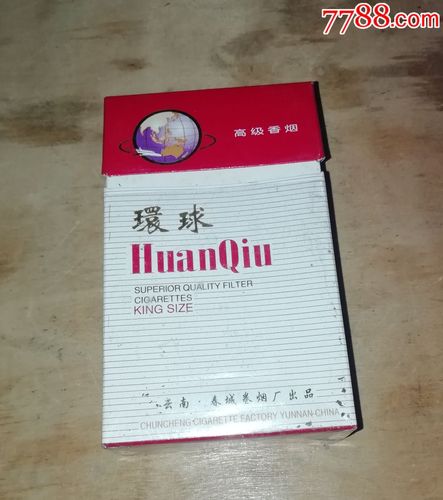 7788.com
高级香烟
環球
HuanQiu
SUPERIOR QUALITY FILTER
CIGARETTES
KING SIZE
云南·春城卷烟厂出品
CHUNCHENG·CIGARETTE FACTORY YUNNAN·CHINA